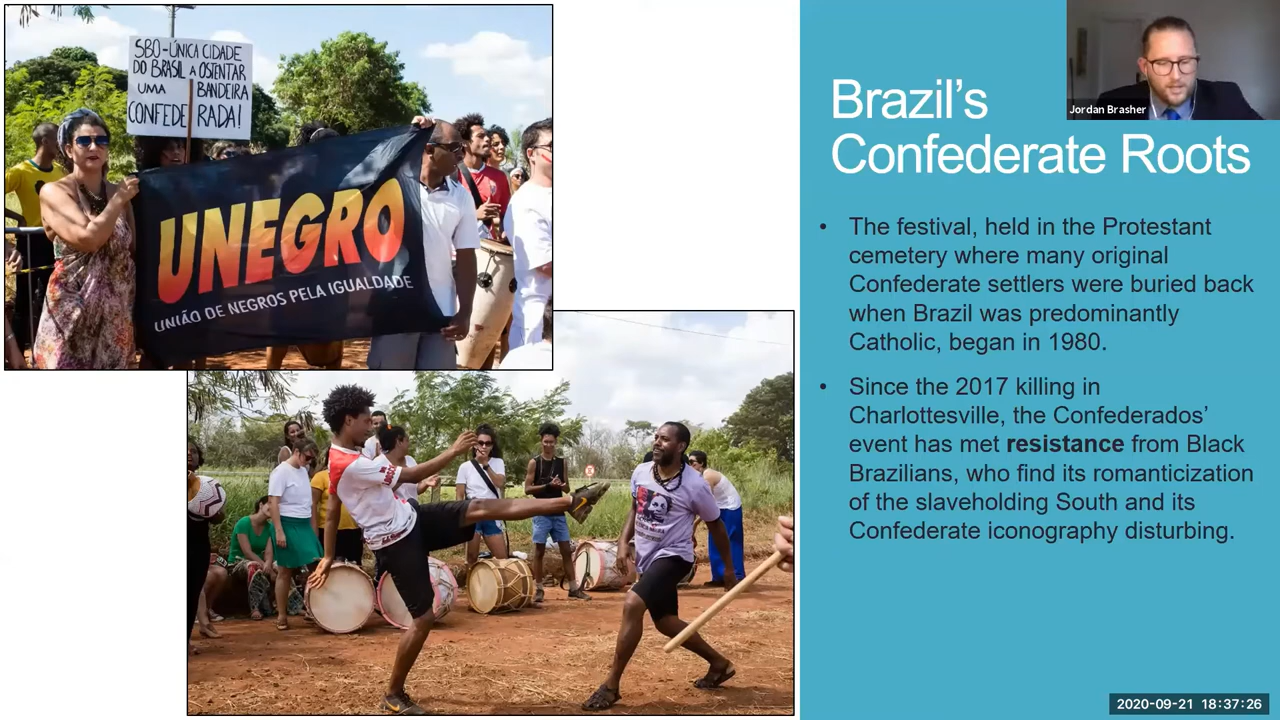 SBO-ÚNICA CIDADE
DO BRASIL A OSTENTAR
UMA BANDEIRA
CONFEDERADA!
UNEGRO
UNIÃO DE NEGROS PELA IGUALDADE
Jordan Brasher
Brazil's
Confederate Roots
• The festival, held in the Protestant
cemetery where many original
Confederate settlers were buried back
when Brazil was predominantly
Catholic, began in 1980.
• Since the 2017 killing in
Charlottesville, the Confederados'
event has met resistance from Black
Brazilians, who find its romanticization
of the slaveholding South and its
Confederate iconography disturbing.
2020-09-21 18:37:26